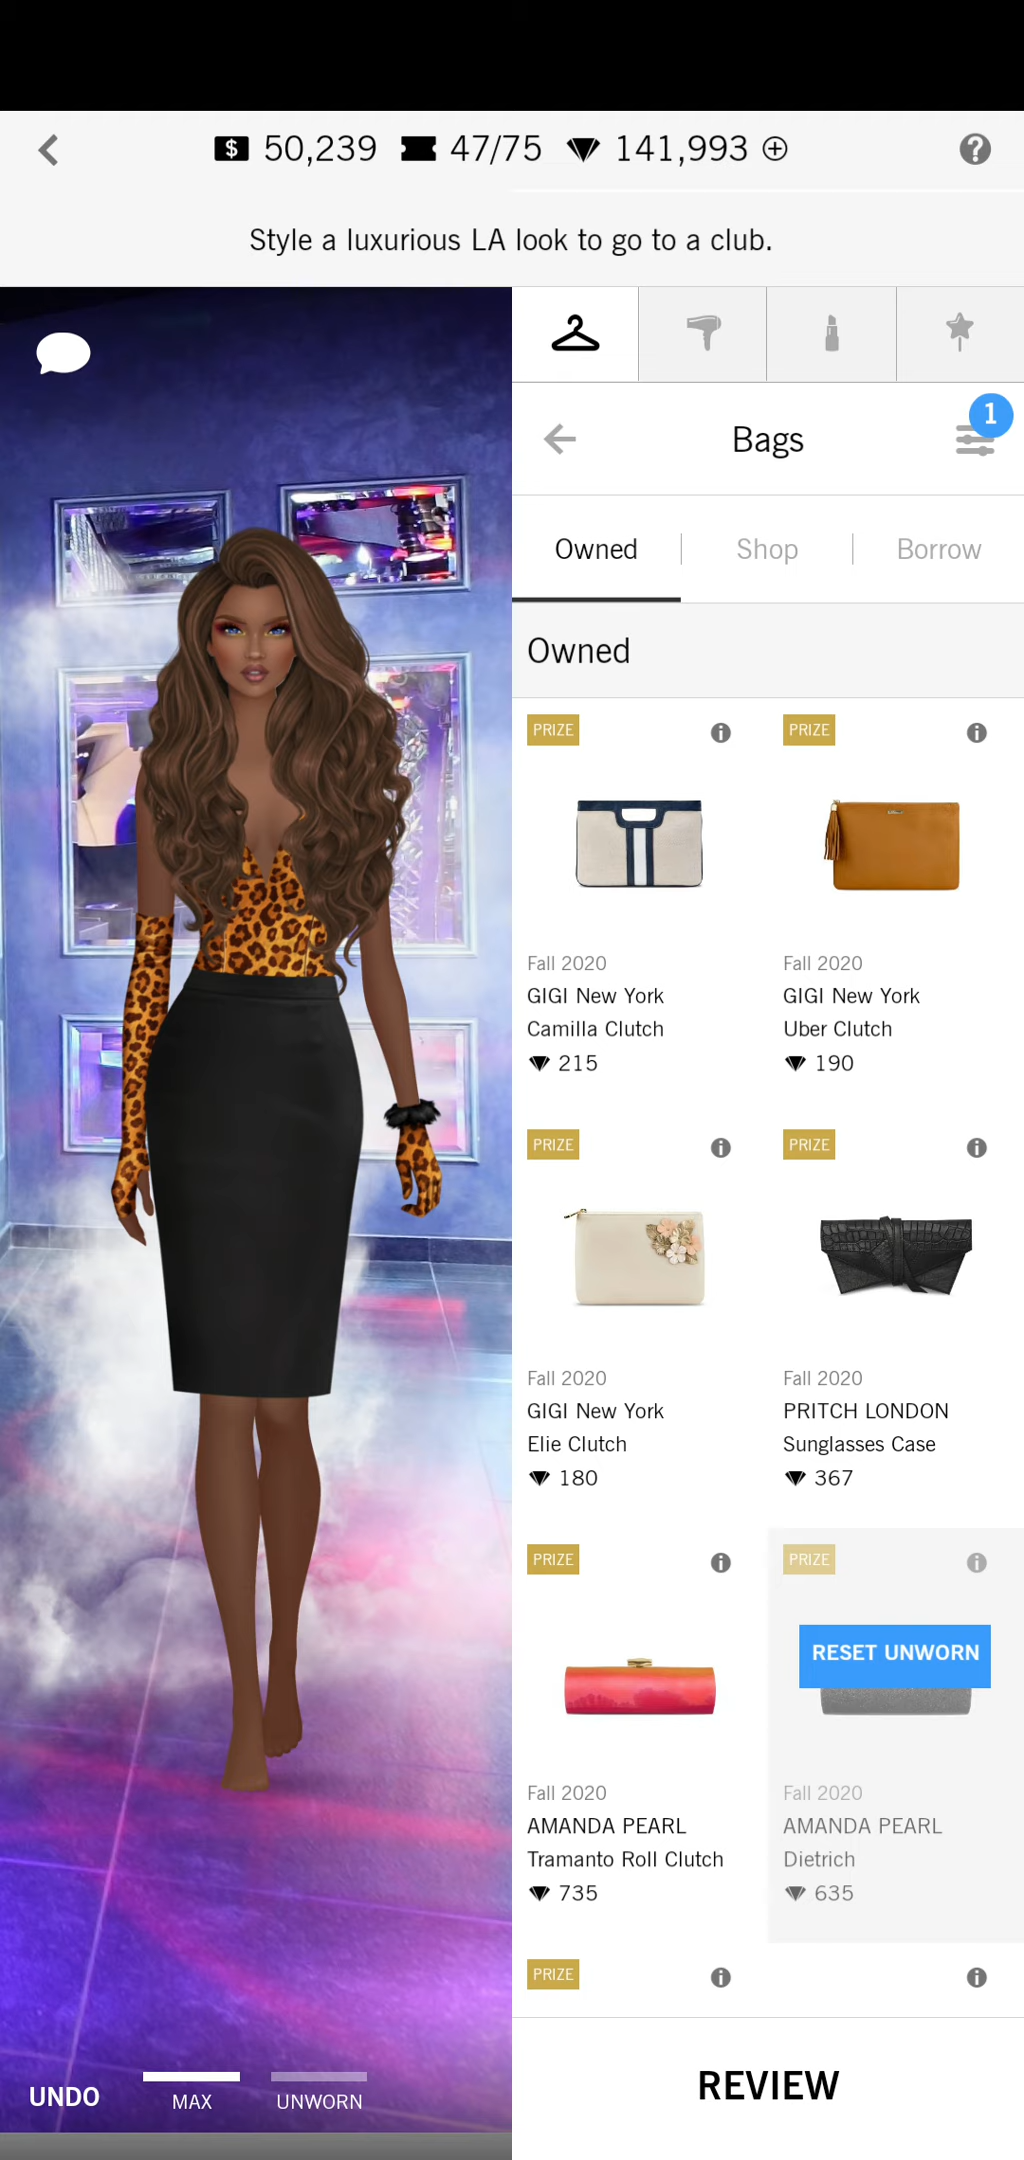 50,239 47/75 141,993
Style a luxurious LA look to go to a club.
1
Bags
Owned Shop Borrow
Owned
PRIZE PRIZE
Fall 2020 Fall 2020
GIGI New York GIGI New York
Camilla Clutch Uber Clutch
215 190
PRIZE PRIZE
Fall 2020 Fall 2020
GIGI New York PRITCH LONDON
Elie Clutch Sunglasses Case
180 367
PRIZE PRIZE
RESET UNWORN
Fall 2020 Fall 2020
AMANDA PEARL AMANDA PEARL
Tramanto Roll Clutch Dietrich
735 635
PRIZE
UNDO MAX UNWORN
REVIEW